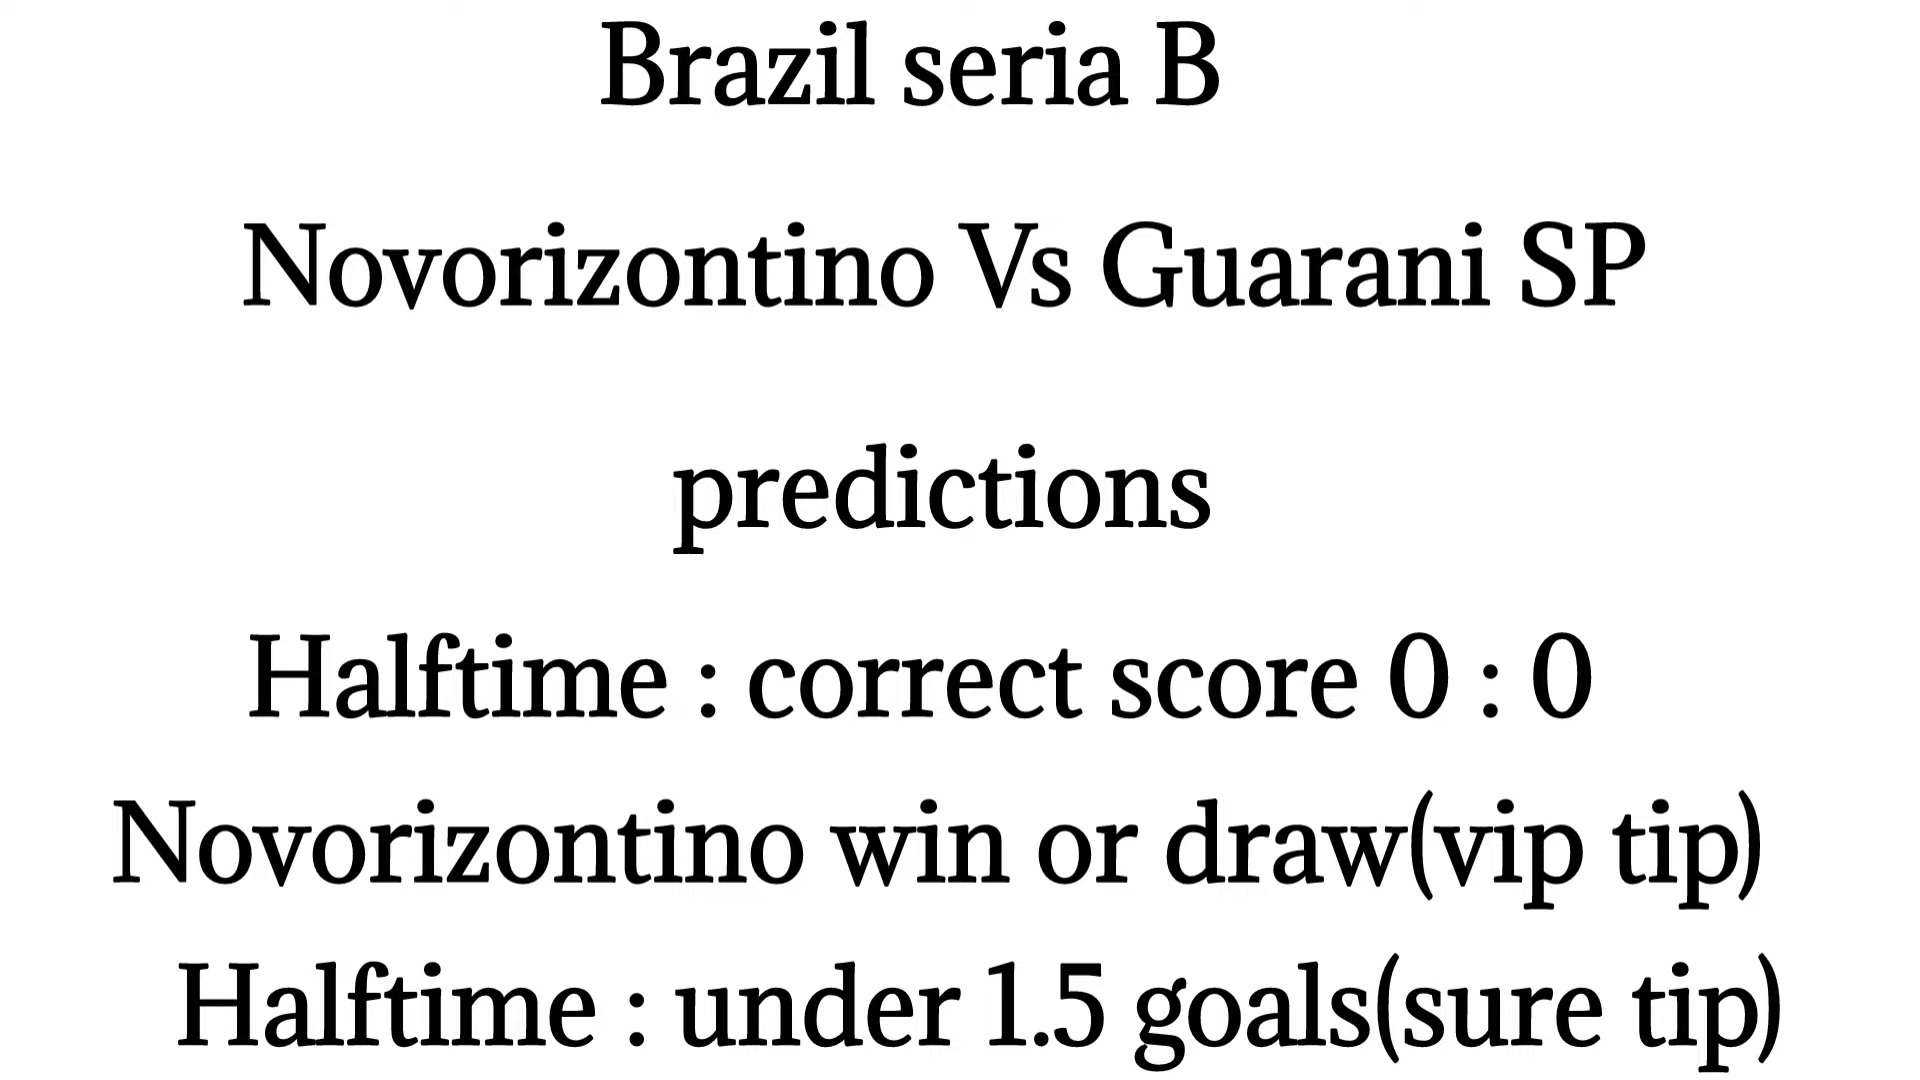 Brazil seria B
Novorizontino Vs Guarani SP
predictions
Halftime : correct score 0 : 0
Novorizontino win or draw(vip tip)
Halftime : under 1.5 goals(sure tip)